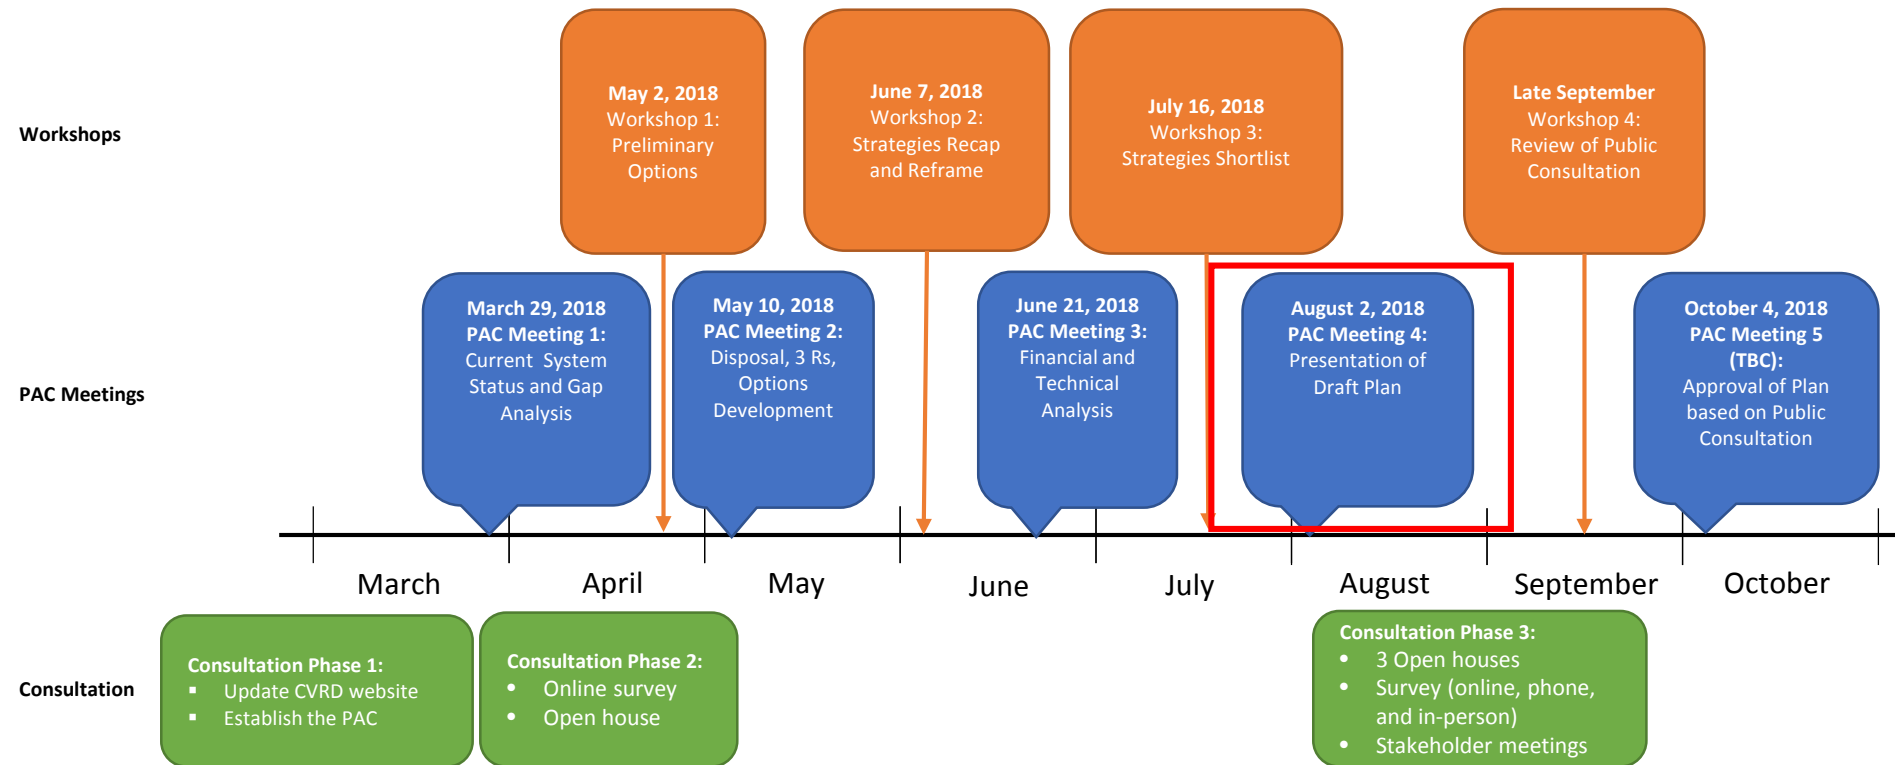 Workshops
May 2, 2018
Workshop 1:
Preliminary
Options
June 7, 2018
Workshop 2:
Strategies Recap
and Reframe
July 16, 2018
Workshop 3:
Strategies Shortlist
Late September
Workshop 4:
Review of Public
Consultation
PAC Meetings
March 29, 2018
PAC Meeting 1:
Current System
Status and Gap
Analysis
May 10, 2018
PAC Meeting 2:
Disposal, 3 Rs,
Options
Development
June 21, 2018
PAC Meeting 3:
Financial and
Technical
Analysis
August 2, 2018
PAC Meeting 4:
Presentation of
Draft Plan
October 4, 2018
PAC Meeting 5
(TBC):
Approval of Plan
based on Public
Consultation
March
April
May
June
July
August
September
October
Consultation
Consultation Phase 1:
▪ Update CVRD website
▪ Establish the PAC
Consultation Phase 2:
• Online survey
• Open house
Consultation Phase 3:
• 3 Open houses
• Survey (online, phone,
and in-person)
• Stakeholder meetings